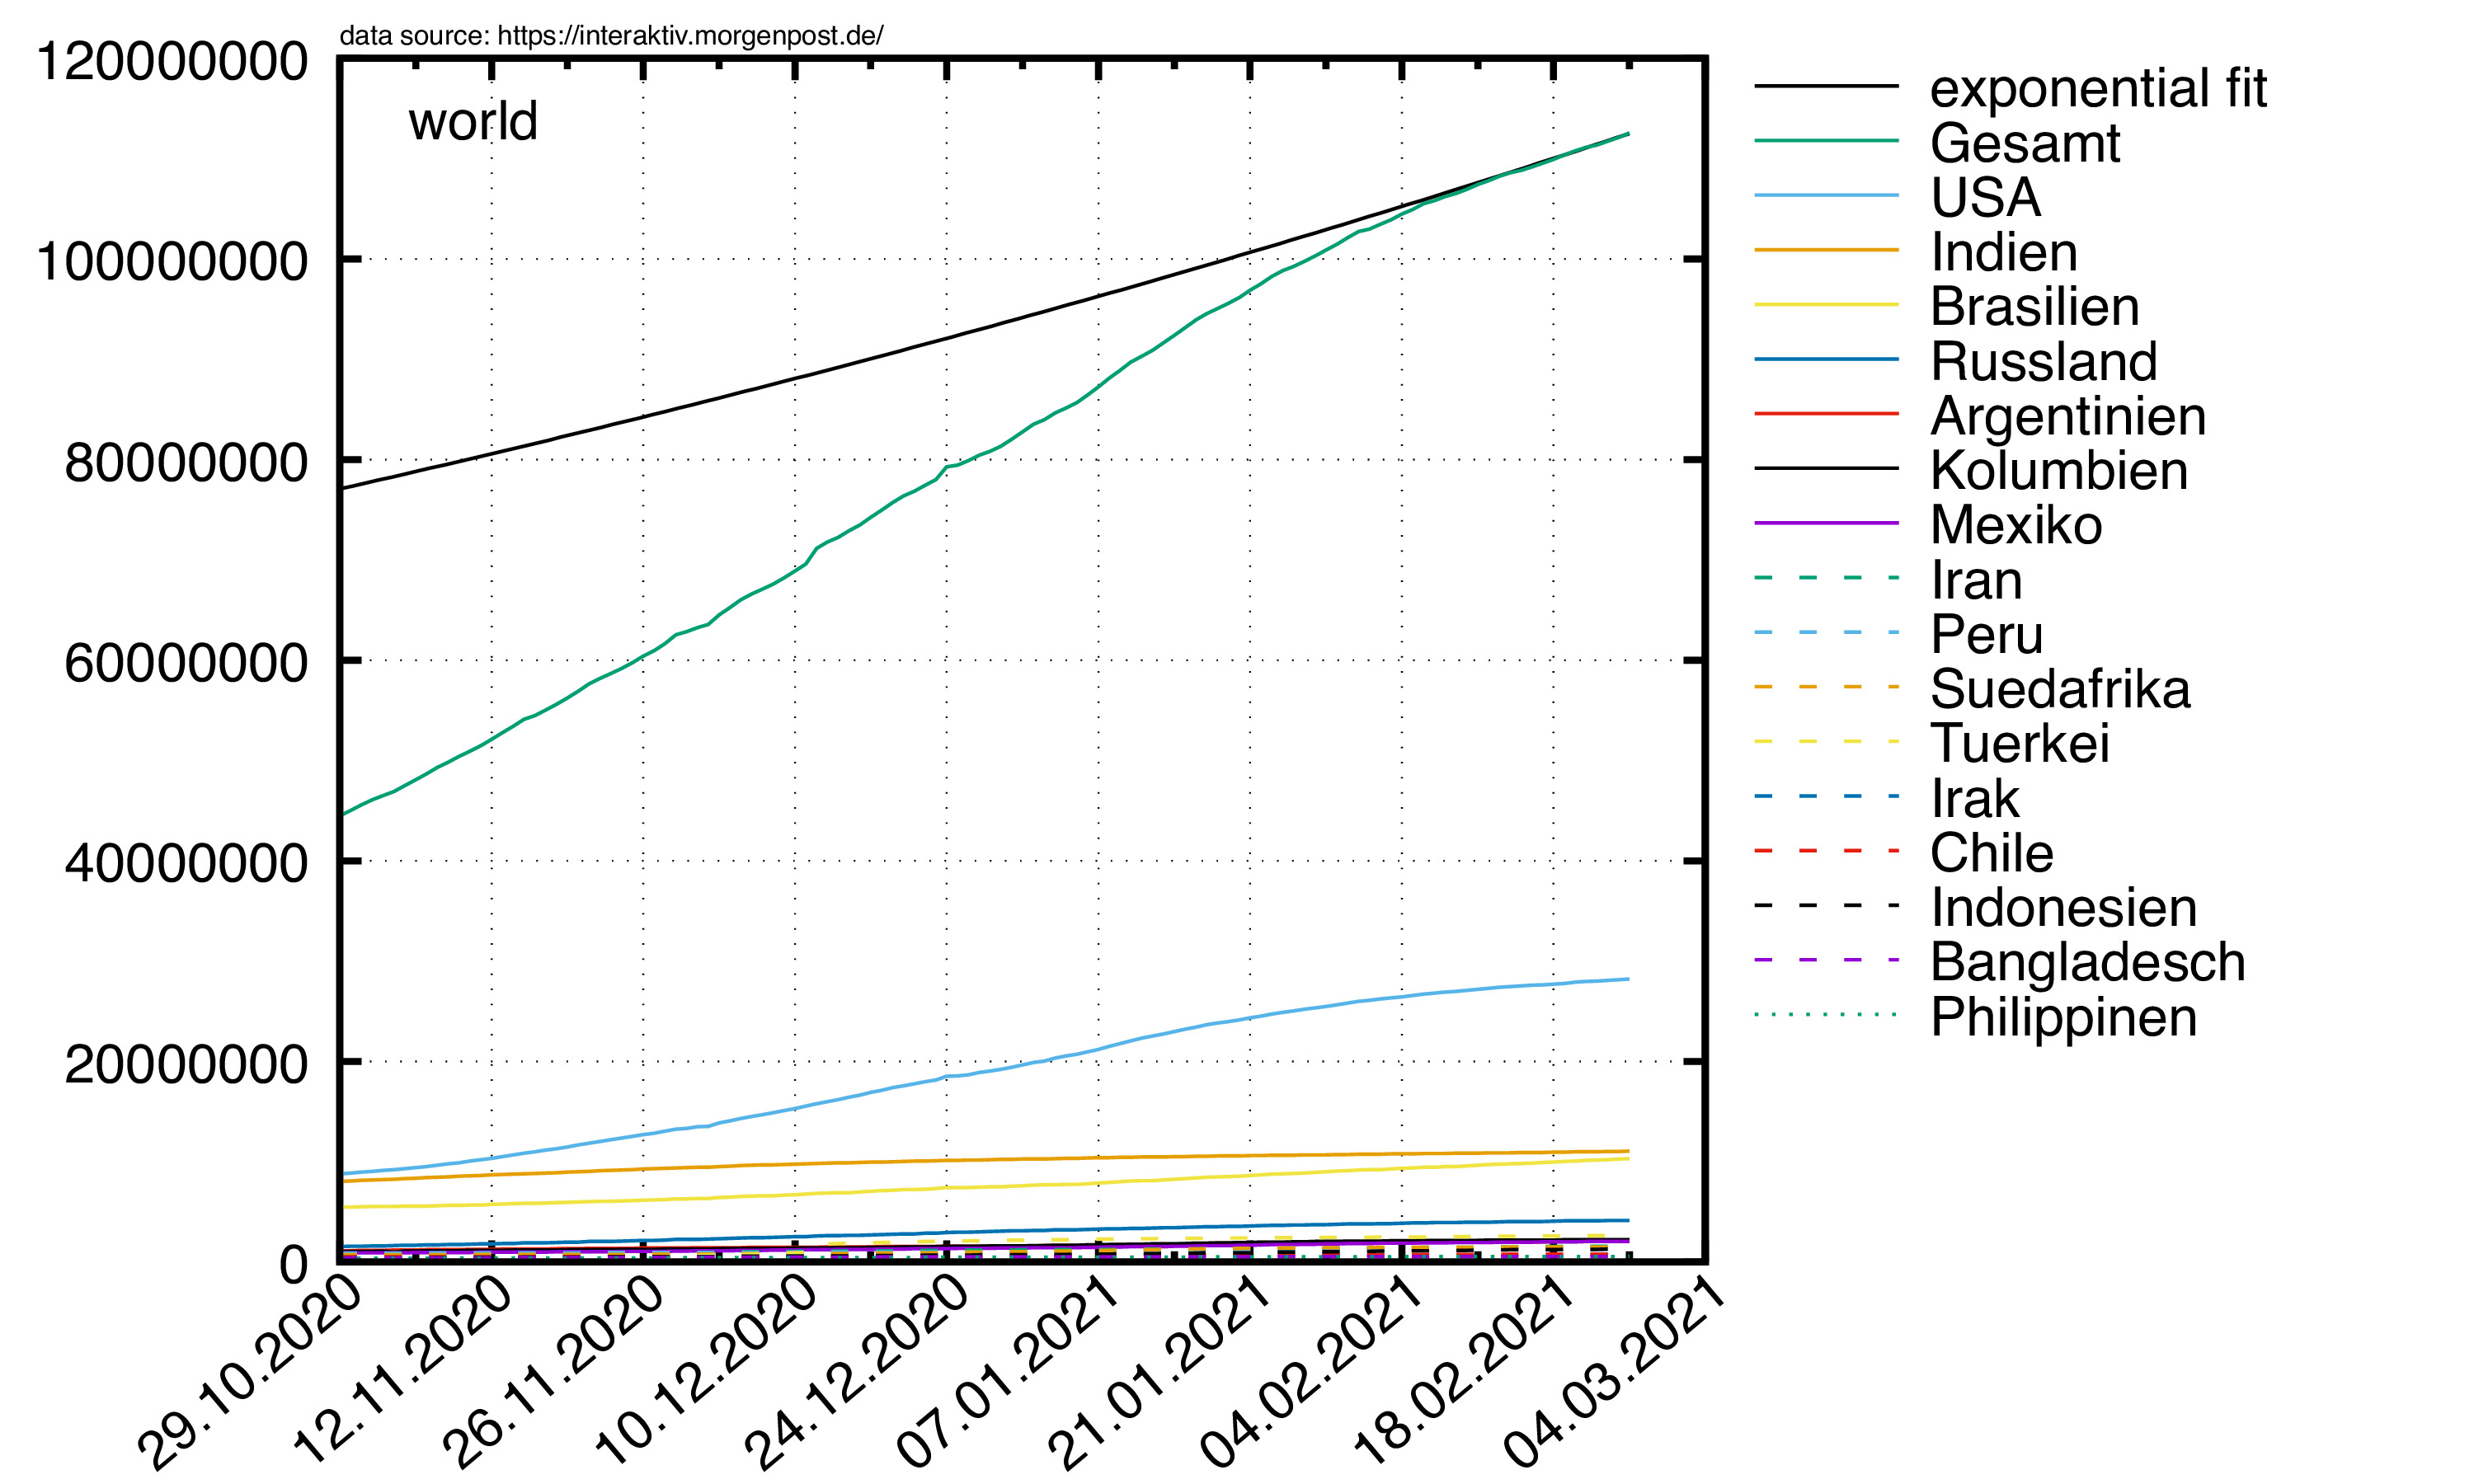 data source: https://interaktiv.morgenpost.de/
world
120000000
100000000
80000000
60000000
40000000
20000000
0
29.10.2020
12.11.2020
26.11.2020
10.12.2020
24.12.2020
07.01.2021
21.01.2021
04.02.2021
18.02.2021
04.03.2021
exponential fit
Gesamt
USA
Indien
Brasilien
Russland
Argentinien
Kolumbien
Mexiko
Iran
Peru
Suedafrika
Tuerkei
Irak
Chile
Indonesien
Bangladesch
Philippinen